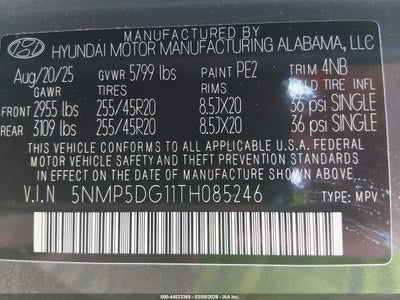 MFD BY
HYUNDAI MOTOR MANUFACTURING ALABAMA, LLC
Aug/20/25 GVWR 5799 lbs PAINT PE2 TRIM 4NB
GAWR TIRES RIMS COLD TIRE INFL
FRONT 2955 lbs 255/45R20 8.5JX20 36 psi SINGLE
REAR 3109 lbs 255/45R20 8.5JX20 36 psi SINGLE
THIS VEHICLE CONFORMS TO ALL APPLICABLE U.S.A. FEDERAL
MOTOR VEHICLE SAFETY, BUMPER, AND THEFT PREVENTION
STANDARDS IN EFFECT ON THE DATE OF MANUFACTURE SHOWN ABOVE.
V.I.N 5NMP5DG11TH085246 TYPE: MPV
000-44822368 - 03/09/2026 - IAA Inc.